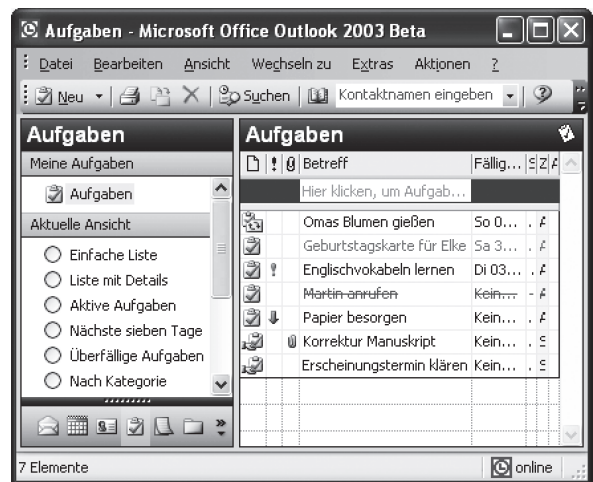 Aufgaben - Microsoft Office Outlook 2003 Beta
Datei Bearbeiten Ansicht Wechseln zu Extras Aktionen ?
Neu Suchen Kontaktnamen eingeben
Aufgaben
Meine Aufgaben
Aufgaben
Aktuelle Ansicht
Einfache Liste
Liste mit Details
Aktive Aufgaben
Nächste sieben Tage
Überfällige Aufgaben
Nach Kategorie
Aufgaben
Betreff Fällig...
Hier klicken, um Aufgab...
Omas Blumen gießen So 0...
Geburtstagskarte für Elke Sa 3...
Englischvokabeln lernen Di 03...
Martin anrufen Kein...
Papier besorgen Kein...
Korrektur Manuskript Kein...
Erscheinungstermin klären Kein...
7 Elemente online